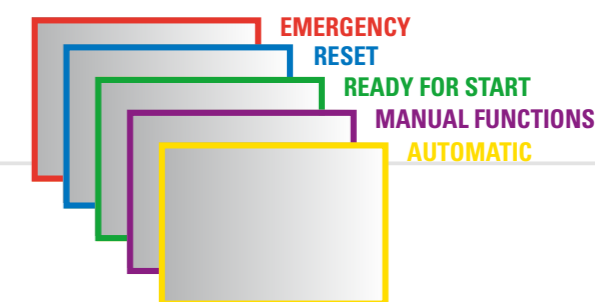 EMERGENCY
RESET
READY FOR START
MANUAL FUNCTIONS
AUTOMATIC